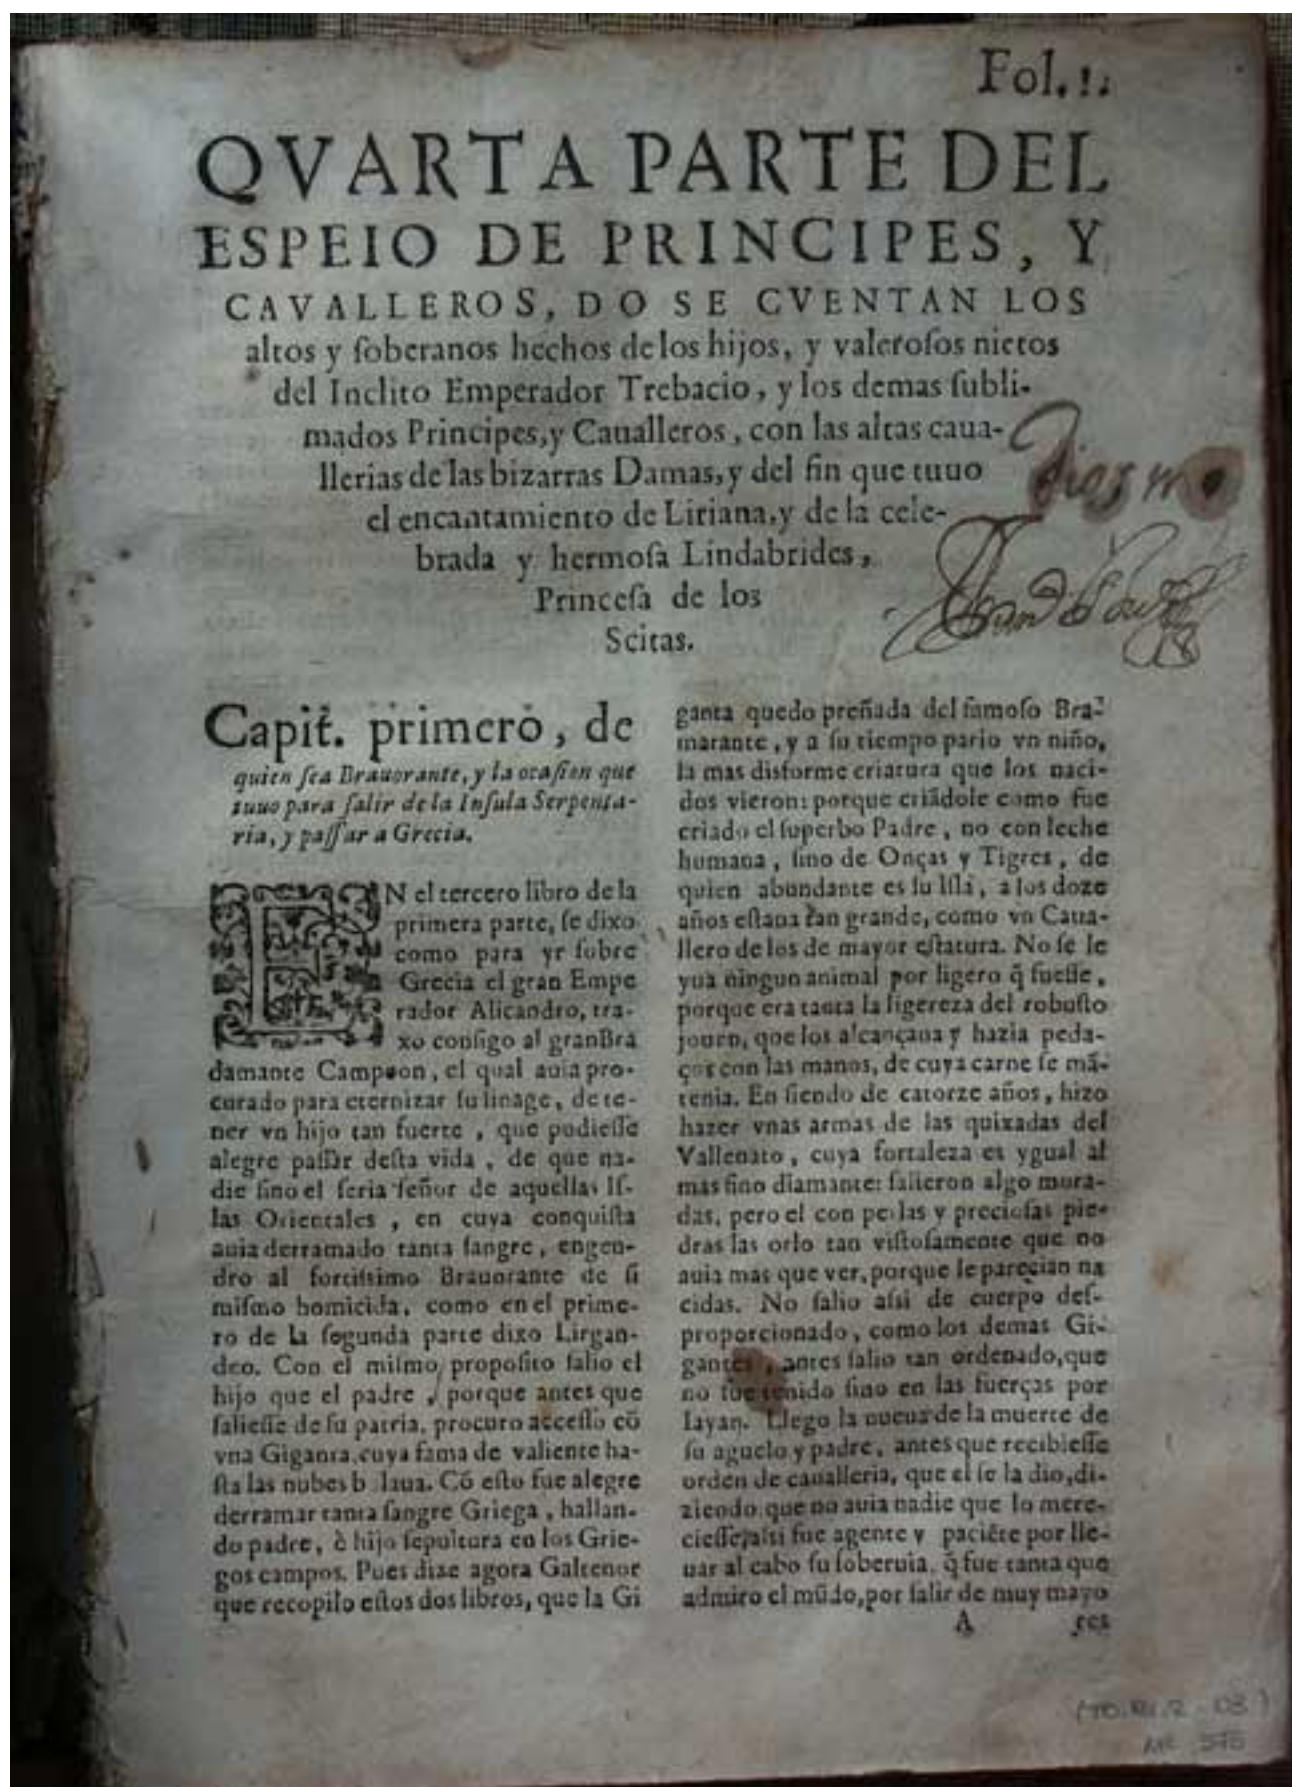 Fol. 1.
QVARTA PARTE DEL
ESPEIO DE PRINCIPES, Y
CAVALLEROS, DO SE CVENTAN LOS
altos y ſoberanos hechos de los hijos, y valeroſos nietos
del Inclito Emperador Trebacio, y los demas ſubli-
mados Principes, y Caualleros, con las altas caua-
llerias de las bizarras Damas, y del fin que tuuo
el encantamiento de Liriana, y de la cele-
brada y hermoſa Lindabrides,
Princeſa de los
Scitas.
Capit. primero, de
quien ſea Brauorante, y la ocaſion que
tuuo para ſalir de la Inſula Serpenta-
ria, y paſſar a Grecia.
EN el tercero libro de la
primera parte, ſe dixo
como para yr ſobre
Grecia el gran Empe
rador Alicandro, tra-
xo conſigo al gran Bra
damante Campeon, el qual auia pro-
curado para eternizar ſu linage, de te-
ner vn hijo tan fuerte, que pudieſſe
alegre paſſar deſta vida, de que na-
die ſino el ſeria ſeñor de aquellas Iſ-
las Orientales, en cuya conquiſta
auia derramado tanta ſangre, engen-
dro al fortiſsimo Brauorante de ſi
miſmo homicida, como en el prime-
ro de la ſegunda parte dixo Lirgan-
deo. Con el miſmo propoſito ſalio el
hijo que el padre, porque antes que
ſalieſſe de ſu patria, procuro acceſſo cõ
vna Giganta, cuya fama de valiente ha-
ſta las nubes b laua. Cõ eſto fue alegre
derramar tanta ſangre Griega, hallan-
do padre, ò hijo ſepultura en los Grie-
gos campos. Pues dize agora Galtenor
que recopilo eſtos dos libros, que la Gi
ganta quedo preñada del famoſo Bra-
marante, y a ſu tiempo pario vn niño,
la mas disforme criatura que los naci-
dos vieron: porque criãdole como fue
criado el ſuperbo Padre, no con leche
humana, ſino de Onças y Tigres, de
quien abundante es ſu Iſla, a los doze
años eſtaua tan grande, como vn Caua-
llero de los de mayor eſtatura. No ſe le
yua ningun animal por ligero q̃ fueſſe,
porque era tanta la ligereza del robuſto
jouen, que los alcançaua y hazia peda-
ços con las manos, de cuya carne ſe mã-
tenia. En ſiendo de catorze años, hizo
hazer vnas armas de las quixadas del
Vallenato, cuya fortaleza es ygual al
mas fino diamante: ſalieron algo mora-
das, pero el con perlas y precioſas pie-
dras las orlo tan viſtoſamente que no
auia mas que ver, porque le parecian na
cidas. No ſalio aſsi de cuerpo deſ-
proporcionado, como los demas Gi-
gantes, antes ſalio tan ordenado, que
no fue tenido ſino en las fuerças por
Iayan. Llego la nueua de la muerte de
ſu aguelo y padre, antes que recibieſſe
orden de caualleria, que el ſe la dio, di-
ziendo que no auia nadie que lo mere-
cieſſe, aſsi fue agente y paciẽte por lle-
uar al cabo ſu ſoberuia, q̃ fue tanta que
admiro el mũdo, por ſalir de muy mayo
A res